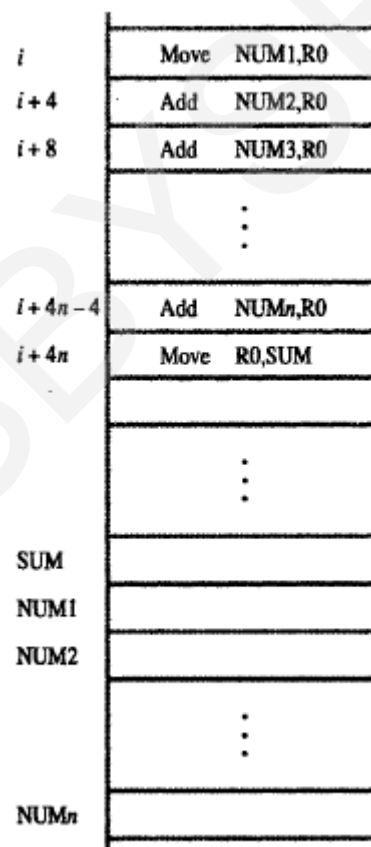 i Move NUM1,R0
i + 4 Add NUM2,R0
i + 8 Add NUM3,R0
i + 4n − 4 Add NUMn,R0
i + 4n Move R0,SUM
SUM
NUM1
NUM2
NUMn